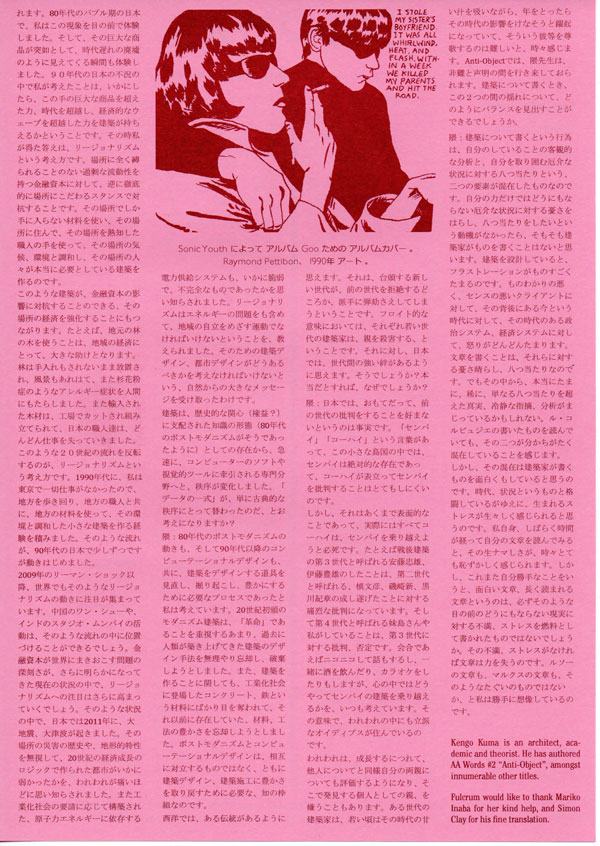 れます。80年代のバブル期の日本
で、私はこの現象を目の前で体験
しました。そして、その巨大な商
品が突如として、時代遅れの廃墟
のように見えてくる瞬間も体験し
ました。９０年代の日本の不況の
中で私が考えたことは、いかにし
たら、この手の巨大な商品を超え
た力、時代を超越し、経済的なウ
ェーブを超越した力を建築が持ち
えるかということです。その時私
が得た答えは、リージョナリズム
という考え方です。場所に全く縛
られることのない過剰な流動性を
持つ金融資本に対して、逆に徹底
的に場所にこだわるスタンスで対
抗することです。その場所でしか
手に入らない材料を使い、その場
所に住んで、その場所を熟知した
職人の手を使って、その場所の気
候、環境と調和し、その場所の人
々が本当に必要としている建築を
作るのです。
このような建築が、金融資本の影
響に対抗することのできる、その
場所の経済を強化することにもつ
ながります。たとえば、地元の林
の木を使うことは、地域の経済に
とって、大きな助けとなります。
林は手入れもされないまま放置さ
れ、風景もあれはて、また杉花粉
症のようなアレルギー症状を人間
にもたらしました。また輸入され
た木材は、工場でカットされ組み
立てられて、日本の職人達は、ど
んどん仕事を失っていきました。
このような２０世紀の流れを反転
するのが、リージョナリズムとい
う考え方です。1990年代に、私は
東京で一切仕事がなかったので、
地方を歩き回り、地方の職人と共
に、地方の材料を使って、その環
境と調和した小さな建築を作る経
験を積みました。そのような流れ
が、90年代の日本で少しずつです
が動きはじめました。
2009年のリーマン・ショック以
降、世界でもそのようなリージョナ
リズムの動きに注目が集まってい
ます。中国のワン・シューや、
インドのスタジオ・ムンバイの活
動は、そのような流れの中に位置
づけることができるでしょう。金
融資本が世界にまきおこす問題の
深刻さが、さらに明らかになって
きた現在の状況の中で、リージョナ
リズムへの注目はさらに高まって
いくでしょう。そのような状況
の中で、日本では2011年に、大
地震、大津波が起きました。その
場所の災害の歴史や、地形的特性
を無視して、20世紀の経済成長の
ロジックで作られた都市がいかに
弱かったかを、われわれが痛いほ
どに思い知らされました。また工
業化社会の要請に応じて構築され
た、原子力エネルギーに依存する
I STOLE
MY SISTER'S
BOYFRIEND.
IT WAS ALL
WHIRLWIND,
HEAT, AND
FLASH. WITH-
IN A WEEK
WE KILLED
MY PARENTS
AND HIT THE
ROAD.
Sonic Youth によって アルバム Goo ための アルバムカバー 。
Raymond Pettibon、 1990年 アート 。
電力供給システムも、いかに脆弱
で、不完全なものであったかを思
い知らされました。リージョナリ
ズムはエネルギーの問題をも含め
て、地域の自立をめざす運動でな
ければいけないということを、教
えられました。そのための建築デ
ザイン、都市デザインがどうある
べきかを考えなければいけないと
いう、自然からの大きなメッセー
ジを受け取ったわけです。
建築は、歴史的な関心（検証？）
に支配された知識の形態（80年代
のポストモダニズムがそうであっ
たように）としての存在から、急
速に、コンピューターのソフトや
視覚的ツールに牽引される専門分
野へと、秩序が変化しました。「
データの一式」が、単に古典的な
秩序にとって替わったのだ、とお
考えになりますか？
隈：80年代のポストモダニズムの
動きも、そして90年代以降のコン
ピューテーショナルデザインも、
共に、建築をデザインする道具を
見直し、掘り起こし、豊かにする
ために必要なプロセスであったと
私は考えています。20世紀初頭の
モダニズム建築は、「革命」であ
ることを重視するあまり、過去に
人類が築き上げてきた建築のデザ
イン手法を無理やり忘却し、破棄
しようとしました。また、建築を
作ることに関しても、工業化社会
に登場したコンクリート、鉄とい
う材料にばかり目を奪われて、そ
れ以前に存在していた、材料、工
法の豊かさを忘却しようとしまし
た。ポストモダニズムとコンピュ
ーテーショナルデザインは、相互
に対立するものではなく、ともに
建築デザイン、建築施工に豊かさ
を取り戻すために必要な、知の枠
組なのです。
西洋では、ある伝統があるように
思えます。それは、台頭する新し
い世代が、前の世代を拒絶するど
ころか、派手に弾劾さえしてしま
うということです。フロイト的な
意味においては、それぞれ若い世
代の建築家は、親を殺害する、と
いうことです。それに対し、日本
では、世代間の強い絆があるよう
に思えます。そうでしょうか？本
当だとすれば、なぜでしょうか？
隈：日本では、おもてだって、前
の世代の批判をすることを好まな
いというのは事実です。「センパ
イ」「コーハイ」という言葉があ
って、この小さな島国の中では、
センパイは絶対的な存在であっ
て、コーハイが表立ってセンパイ
を批判することはとてもしにくい
のです。
しかし、それはあくまで表面的な
ことであって、実際にはすべてコ
ーハイは、センパイを乗り越えよ
うと必死です。たとえば戦後建築
の第３世代と呼ばれる安藤忠雄、
伊藤豊雄のしたことは、第二世代
と呼ばれる、槇文彦、磯崎新、黒
川紀章の成し遂げたことに対する
痛烈な批判になっています。そし
て第４世代と呼ばれる妹島さんや
私がしていることは、第３世代に
対する批判、否定です。会合であ
えばニコニコして話もするし、一
緒に酒を飲んだり、カラオケをし
たりもしますが、心の中ではどう
やってセンパイの建築を乗り越え
るかを、いつも考えています。そ
の意味で、われわれの中にも立派
なオイディプスが住んでいるので
す。
われわれは、成長するにつれて、
他人についてと同様自分の両親に
ついても評価するようになり、そ
こで発見する個人としての親、を
嫌うこともあります。ある世代の
建築家は、若い頃はその時代の甘
い汁を吸いながら、年をとったら
その時の影響をけなそうと躍起
になっていて、そういう彼等を尊
敬するのは難しいと、時々感じま
す。Anti-Objectでは、隈先生は、
非難と声明の間を行き来しておら
れます。建築について書くとき、
この２つの間の揺れについて、ど
のようにバランスを見出すことが
できるでしょうか。
隈：建築について書くという行為
は、自分のしていることの客観的
な分析と、自分を取り囲む厄介な
状況に対する八つ当たりという、
二つの要素が混在したものなので
す。自分の力だけではどうにもな
らない厄介な状況に対する憂さを
はらし、八つ当たりをしたいとい
う動機がなかったら、そもそも建
築家がものを書くことはないと思
います。建築を設計していると、
フラストレーションがものすごく
たまるのです。ものわかりの悪
く、センスの悪いクライアントに
対して、その背後にある今という
時代に対して、その時代のある政
治システム、経済システムに対し
て、怒りがどんどんたまります。
文章を書くことは、それらに対す
る憂さ晴らし、八つ当りなので
す。でもその中から、本当にたま
に、稀に、単なる八つ当たりを超
えた真実、冷静な指摘、分析がま
じっているかもしれない。ル・コ
ルビュジエの書いたものを読んで
いても、その二つが分かちがたく
混在していることを感じます。
しかし、その混在は建築家が書く
ものを面白くもしていると思うの
です。時代、状況というものと格
闘しているがゆえに、生まれるス
トレスが生々しく感じられると思
うのです。私自身、しばらく時間
が経って自分の文章を読んでみる
と、その生ナマしさが、時々とて
も恥ずかしく感じられます。しか
し、これまた自分勝手なことをい
うと、面白い文章、長く読まれる
文章というのは、必ずそのような
目の前のどうにもならない現実に
対する不満、ストレスを燃料とし
て書かれたものではないでしょう
か。その不満、ストレスがなけれ
ば文章は力を失うのです。ルソー
の文章も、マルクスの文章も、そ
のようなたぐいのものではない
か、と私は勝手に想像しているの
です。
Kengo Kuma is an architect, aca-
demic and theorist. He has authored
AA Words #2 “Anti-Object”, amongst
innumerable other titles.
Fulcrum would like to thank Mariko
Inaba for her kind help, and Simon
Clay for his fine translation.